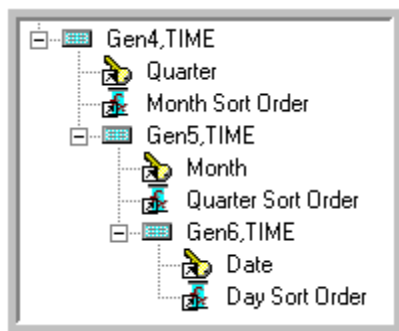 Gen4,TIME
Quarter
Month Sort Order
Gen5,TIME
Month
Quarter Sort Order
Gen6,TIME
Date
Day Sort Order